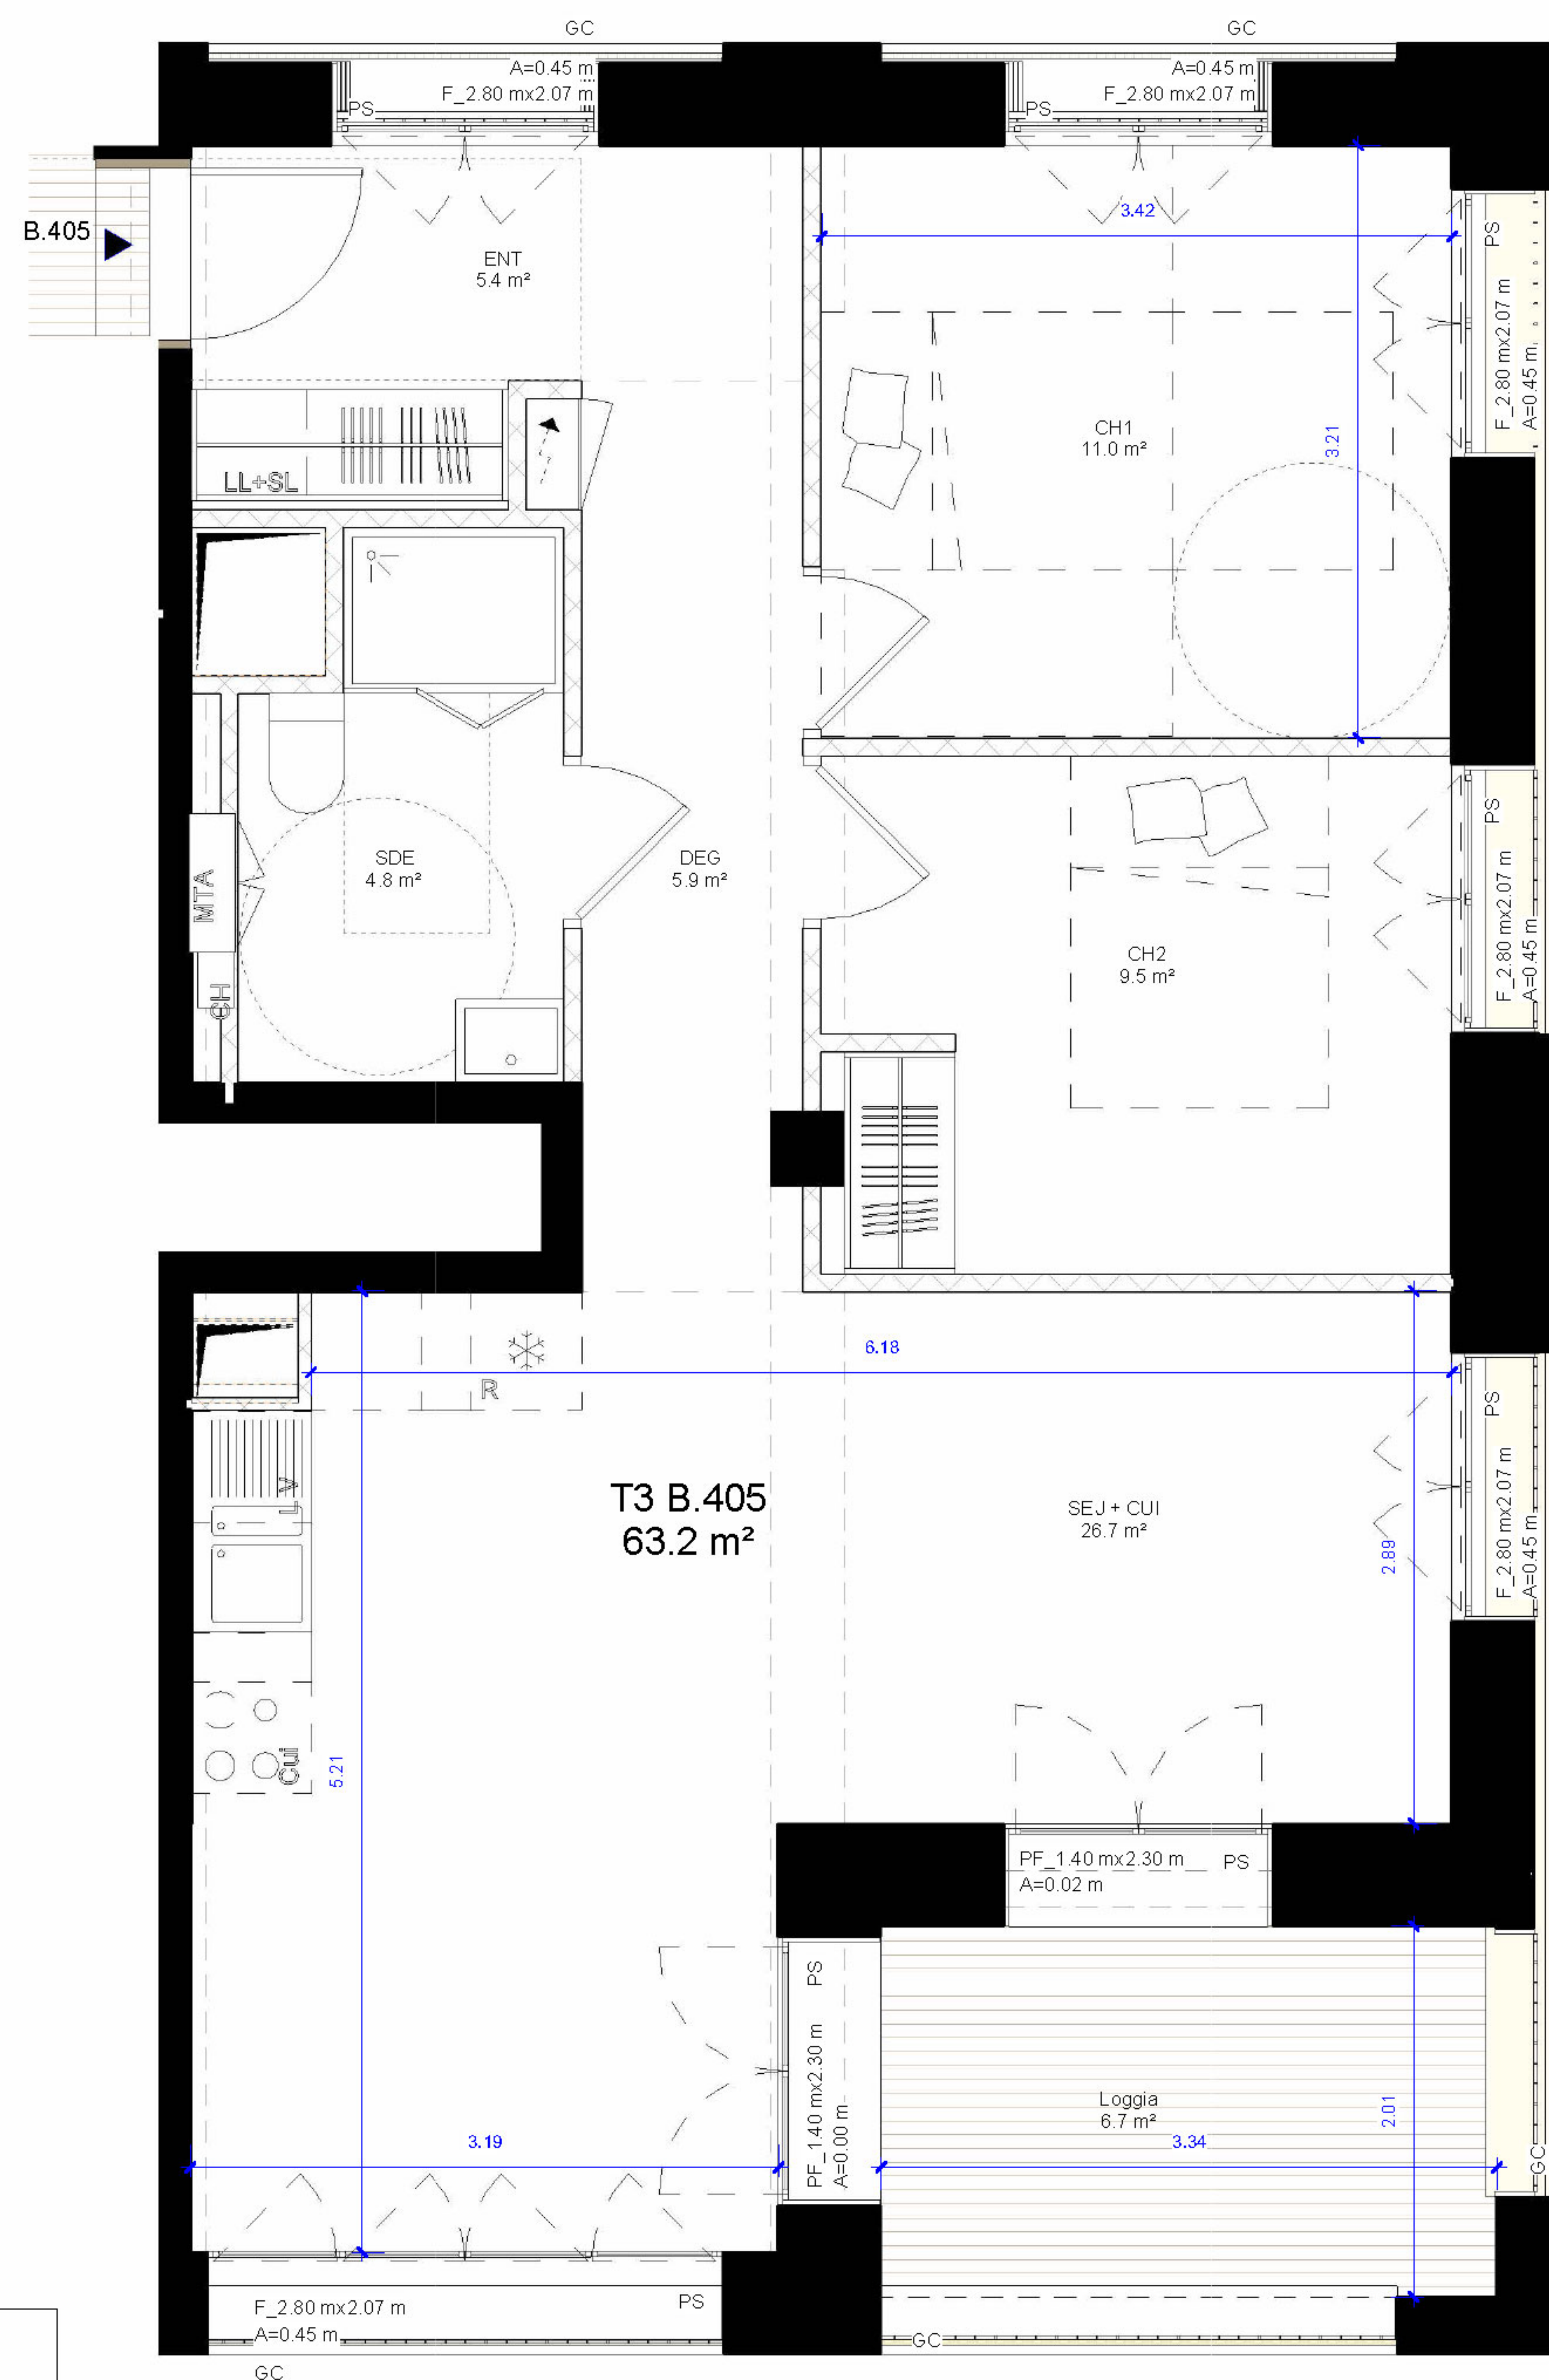 GC
GC
A=0.45 m
F_2.80 mx2.07 m
PS
A=0.45 m
F_2.80 mx2.07 m
PS
B.405
ENT
5.4 m²
3.42
PS
F_2.80 mx2.07 m
A=0.45 m
CH1
11.0 m²
3.21
LL+SL
SDE
4.8 m²
DEG
5.9 m²
MTA
CH
CH2
9.5 m²
PS
F_2.80 mx2.07 m
A=0.45 m
6.18
R
PS
F_2.80 mx2.07 m
A=0.45 m
LV
T3 B.405
63.2 m²
SEJ + CUI
26.7 m²
2.89
Cui
5.21
PF_1.40 mx2.30 m
PS
A=0.02 m
PS
PF_1.40 mx2.30 m
A=0.00 m
Loggia
6.7 m²
2.01
3.19
3.34
GC
F_2.80 mx2.07 m
PS
A=0.45 m
GC
GC